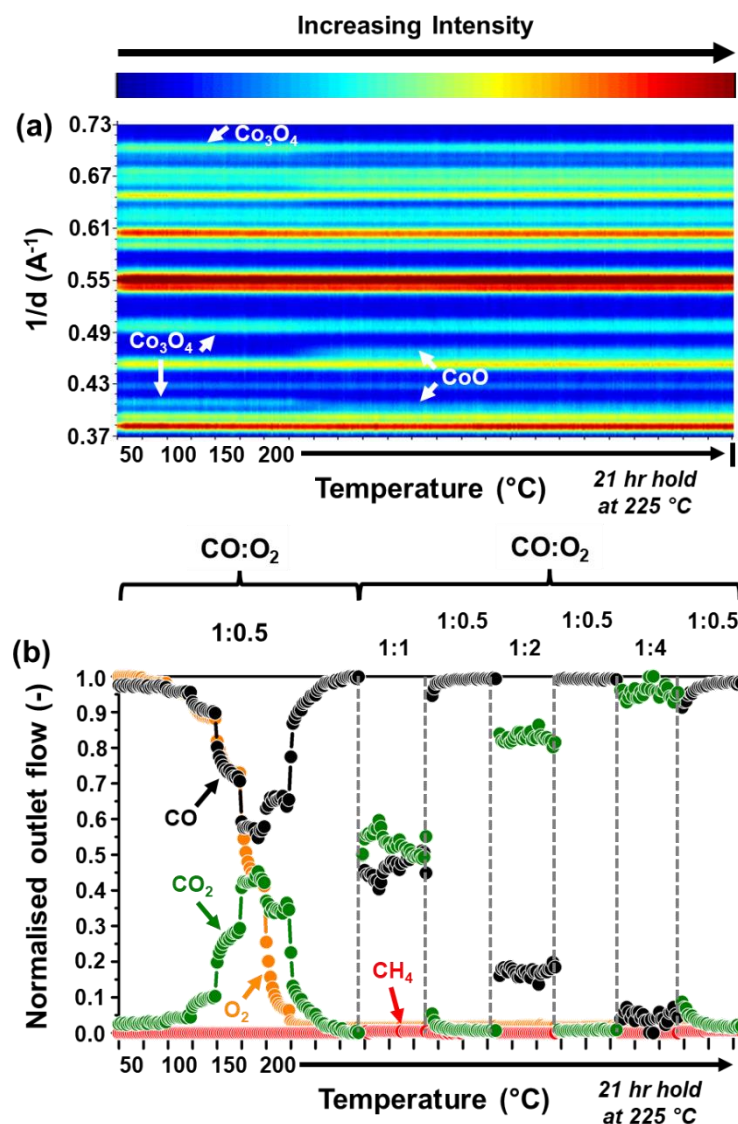 Increasing Intensity
(a)
0.73
Co₃O₄
0.67
0.61
1/d (A⁻¹)
0.55
0.49
Co₃O₄
CoO
0.43
0.37
50 100 150 200
Temperature (°C)
21 hr hold
at 225 °C
CO:O₂ CO:O₂
1:0.5 1:1 1:0.5 1:2 1:0.5 1:4 1:0.5
(b)
Normalised outlet flow (-)
1.0
0.9
0.8
0.7
CO
0.6
0.5
0.4
CO₂
0.3
0.2
CH₄
0.1
O₂
0.0
50 100 150 200
Temperature (°C)
21 hr hold
at 225 °C